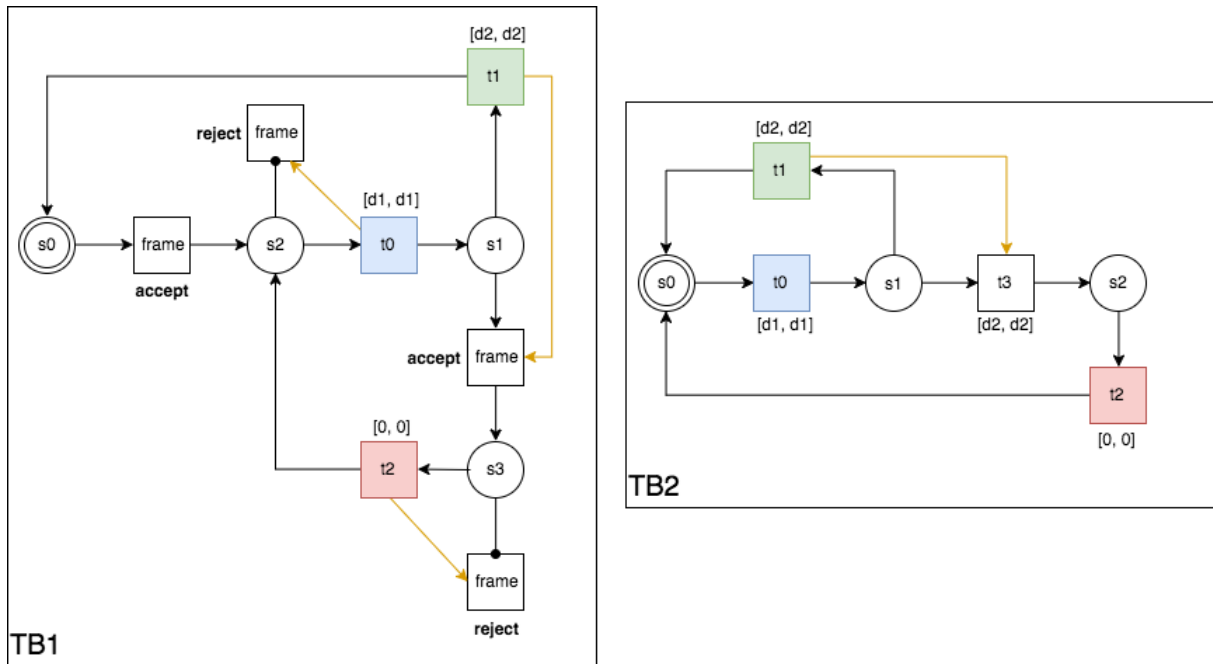 [d2, d2]
t1
reject
frame
[d1, d1]
s0
frame
s2
t0
s1
accept
accept
frame
[0, 0]
t2
s3
frame
reject
TB1
[d2, d2]
t1
s0
t0
s1
t3
s2
[d1, d1]
[d2, d2]
t2
[0, 0]
TB2